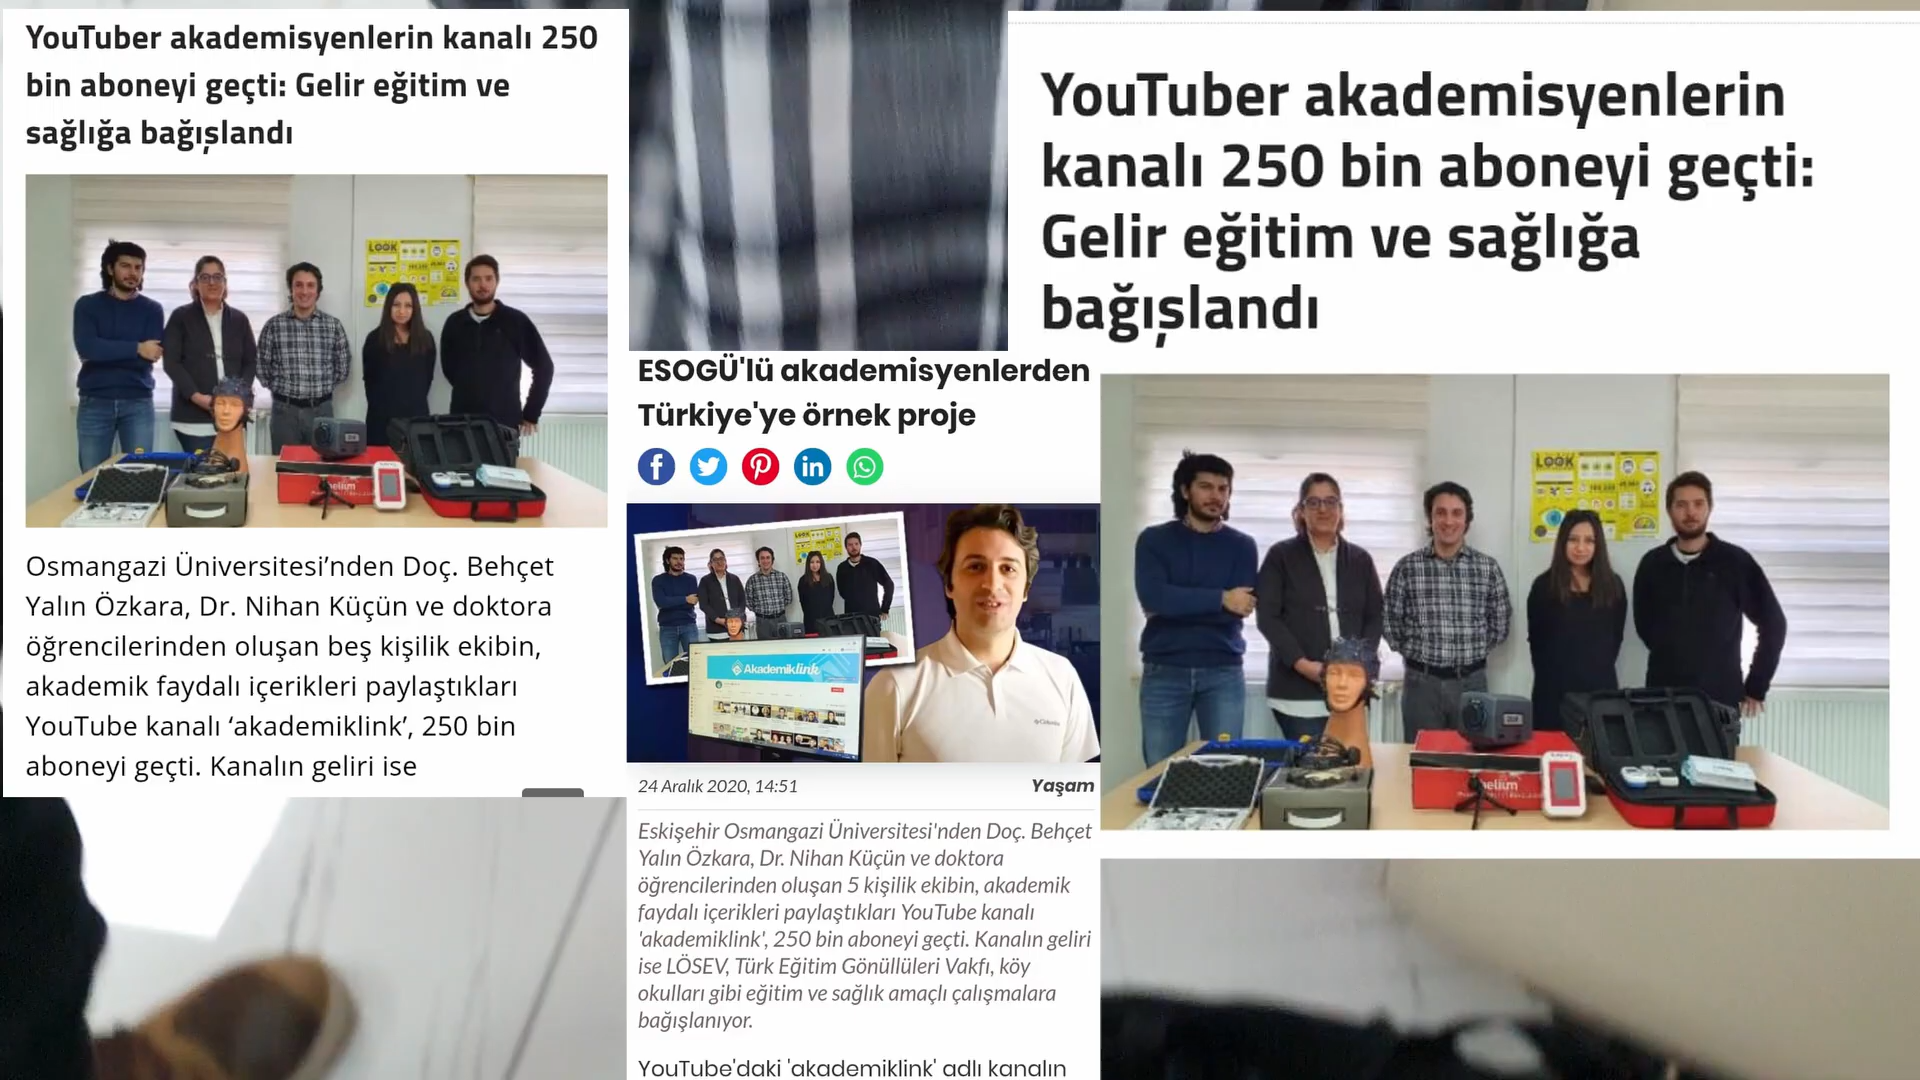 YouTuber akademisyenlerin kanalı 250
bin aboneyi geçti: Gelir eğitim ve
sağlığa bağışlandı
LOOK
Osmangazi Üniversitesi’nden Doç. Behçet
Yalın Özkara, Dr. Nihan Küçün ve doktora
öğrencilerinden oluşan beş kişilik ekibin,
akademik faydalı içerikleri paylaştıkları
YouTube kanalı ‘akademiklink’, 250 bin
aboneyi geçti. Kanalın geliri ise
ESOGÜ'lü akademisyenlerden
Türkiye'ye örnek proje
Akademiklink
Columbia
24 Aralık 2020, 14:51
Yaşam
Eskişehir Osmangazi Üniversitesi'nden Doç. Behçet
Yalın Özkara, Dr. Nihan Küçün ve doktora
öğrencilerinden oluşan 5 kişilik ekibin, akademik
faydalı içerikleri paylaştıkları YouTube kanalı
'akademiklink', 250 bin aboneyi geçti. Kanalın geliri
ise LÖSEV, Türk Eğitim Gönüllüleri Vakfı, köy
okulları gibi eğitim ve sağlık amaçlı çalışmalara
bağışlanıyor.
YouTube'daki 'akademiklink' adlı kanalın
YouTuber akademisyenlerin
kanalı 250 bin aboneyi geçti:
Gelir eğitim ve sağlığa
bağışlandı
LOOK